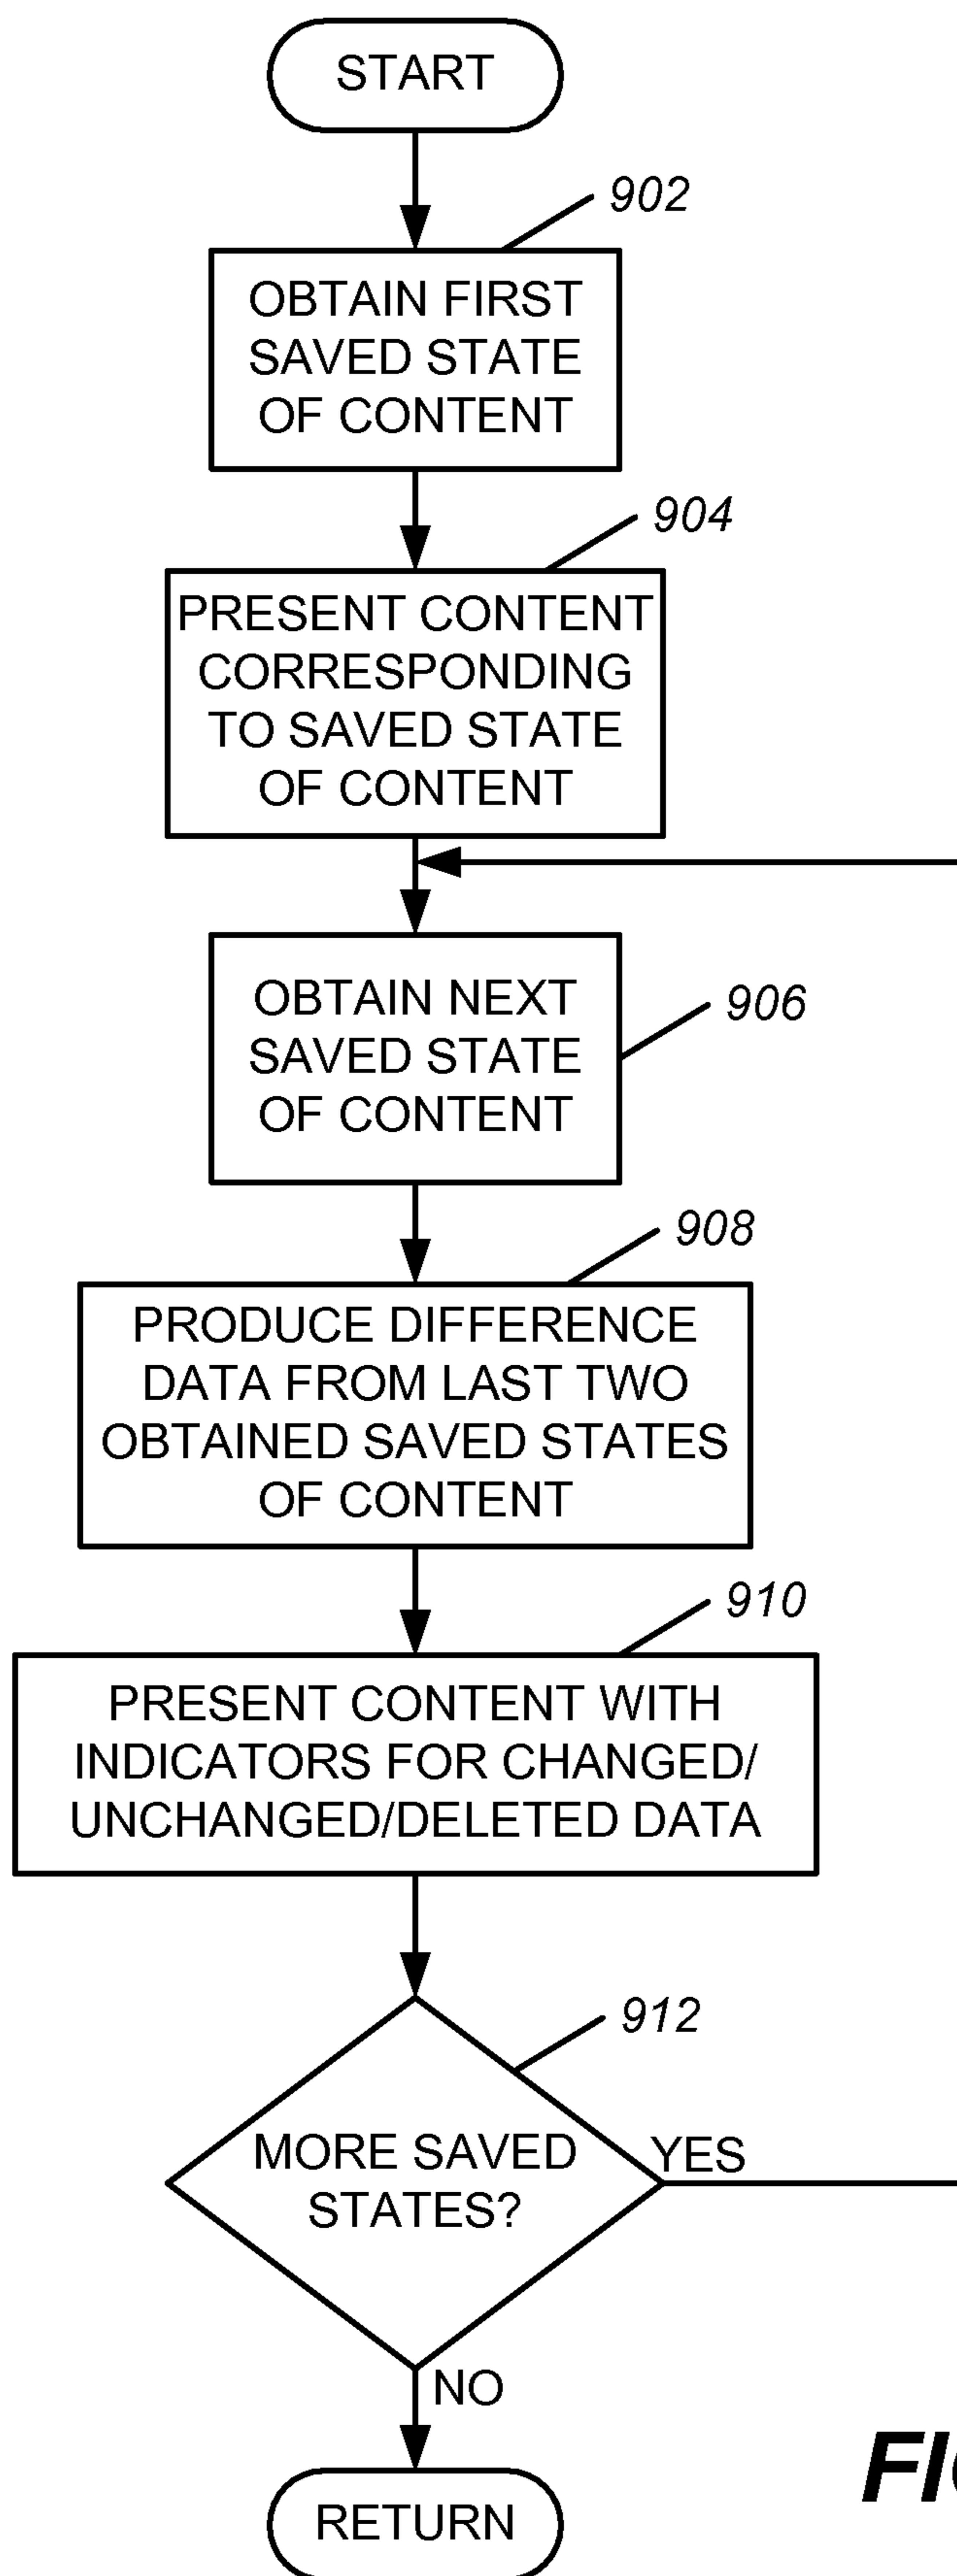 START
902
OBTAIN FIRST
SAVED STATE
OF CONTENT
904
PRESENT CONTENT
CORRESPONDING
TO SAVED STATE
OF CONTENT
906
OBTAIN NEXT
SAVED STATE
OF CONTENT
908
PRODUCE DIFFERENCE
DATA FROM LAST TWO
OBTAINED SAVED STATES
OF CONTENT
910
PRESENT CONTENT WITH
INDICATORS FOR CHANGED/
UNCHANGED/DELETED DATA
912
MORE SAVED
STATES?
YES
NO
RETURN